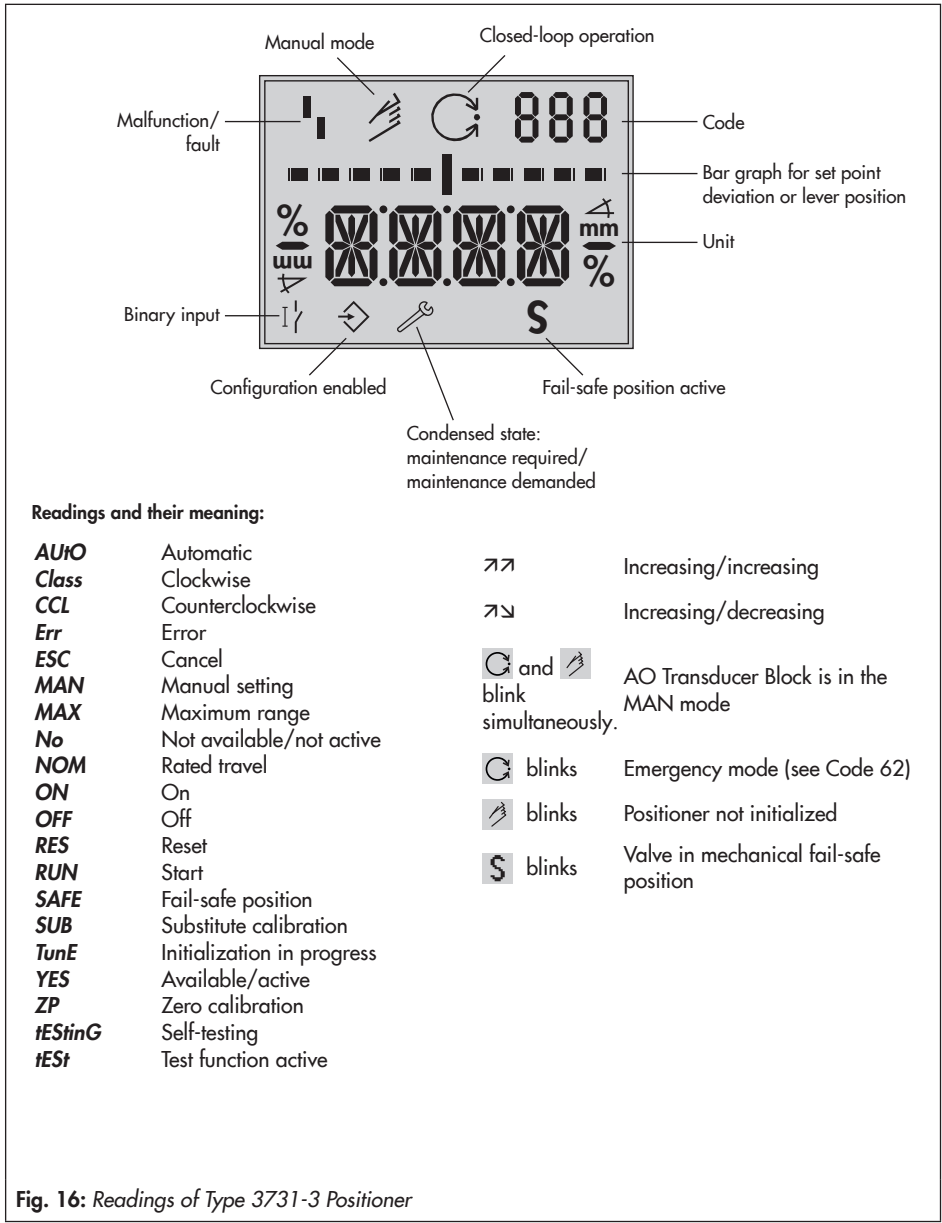 Manual mode
Closed-loop operation
Malfunction/
fault
888
Code
Bar graph for set point
deviation or lever position
%
mm
mm
%
Unit
Binary input
S
Configuration enabled
Fail-safe position active
Condensed state:
maintenance required/
maintenance demanded
Readings and their meaning:
AUtO Automatic
Class Clockwise
CCL Counterclockwise
Err Error
ESC Cancel
MAN Manual setting
MAX Maximum range
No Not available/not active
NOM Rated travel
ON On
OFF Off
RES Reset
RUN Start
SAFE Fail-safe position
SUB Substitute calibration
TunE Initialization in progress
YES Available/active
ZP Zero calibration
tEStinG Self-testing
tESt Test function active
↗↗ Increasing/increasing
↗↘ Increasing/decreasing
and
blink
simultaneously.
AO Transducer Block is in the
MAN mode
blinks Emergency mode (see Code 62)
blinks Positioner not initialized
S blinks Valve in mechanical fail-safe
position
Fig. 16: Readings of Type 3731-3 Positioner